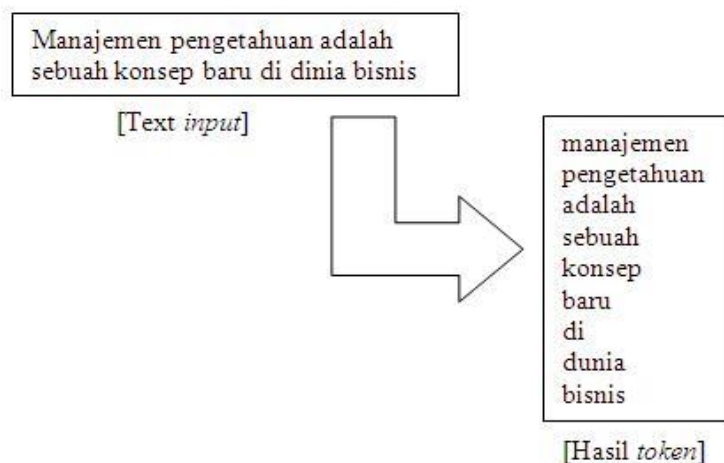 Manajemen pengetahuan adalah
sebuah konsep baru di dinia bisnis
[Text input]
manajemen
pengetahuan
adalah
sebuah
konsep
baru
di
dunia
bisnis
[Hasil token]